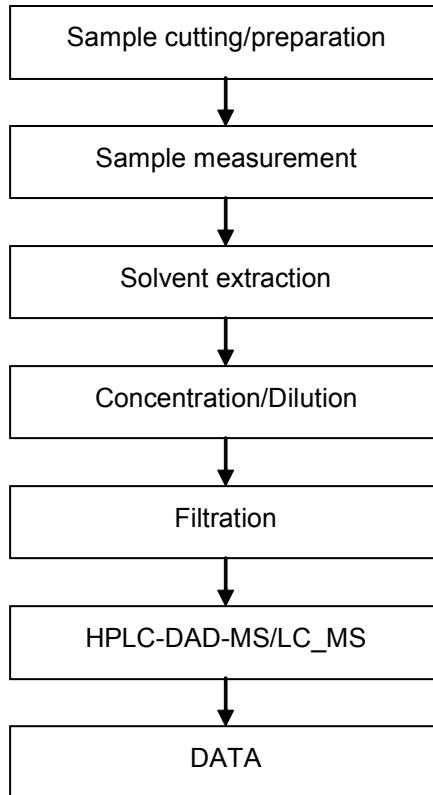 Sample cutting/preparation
Sample measurement
Solvent extraction
Concentration/Dilution
Filtration
HPLC-DAD-MS/LC_MS
DATA